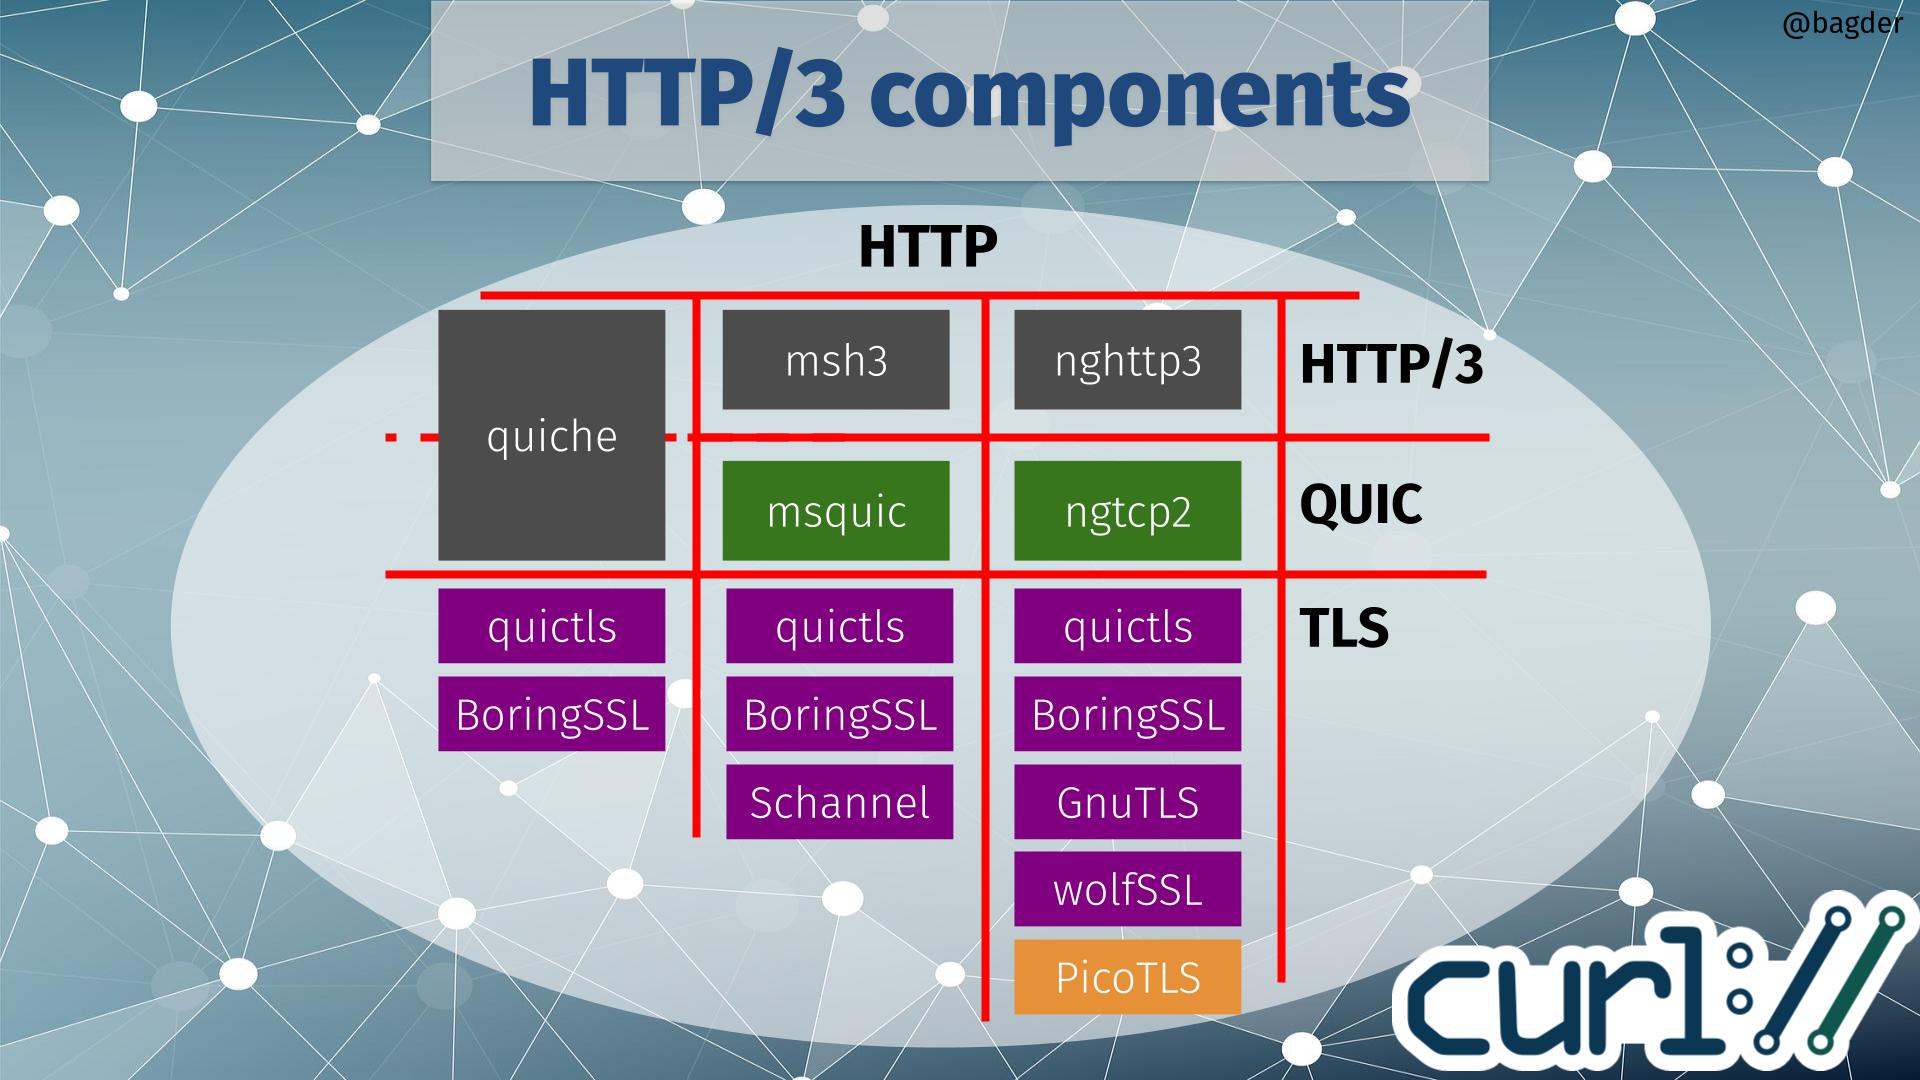 @bagder
HTTP/3 components
HTTP
msh3
nghttp3
HTTP/3
quiche
msquic
ngtcp2
QUIC
quictls
quictls
quictls
TLS
BoringSSL
BoringSSL
BoringSSL
Schannel
GnuTLS
wolfSSL
PicoTLS
curl://